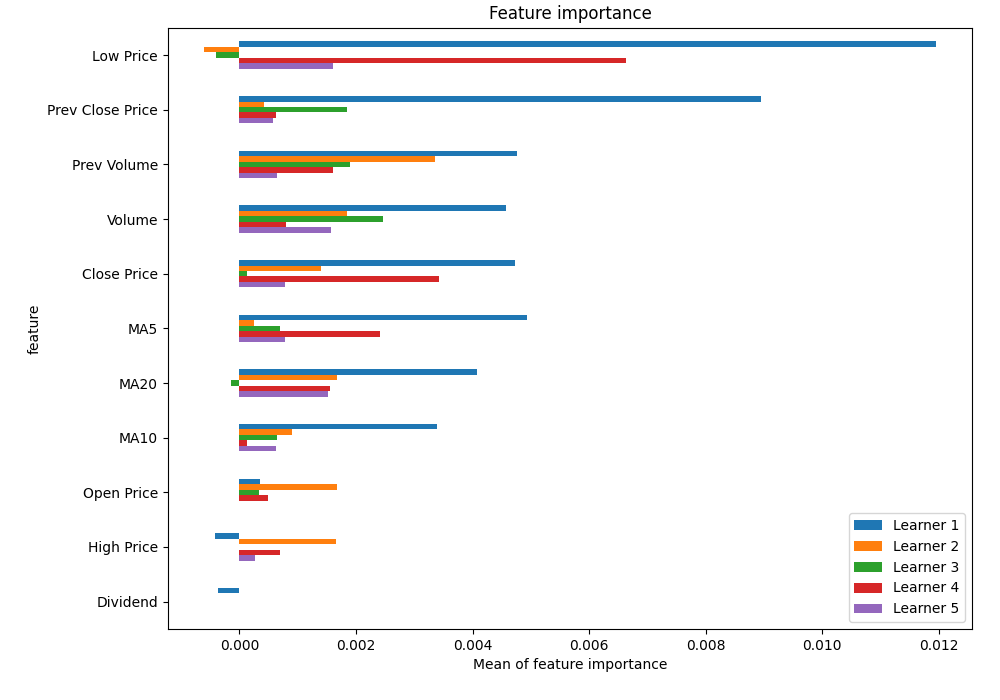 Feature importance
Low Price
Prev Close Price
Prev Volume
Volume
Close Price
MA5
MA20
MA10
Open Price
High Price
Dividend
feature
Learner 1
Learner 2
Learner 3
Learner 4
Learner 5
0.000 0.002 0.004 0.006 0.008 0.010 0.012
Mean of feature importance